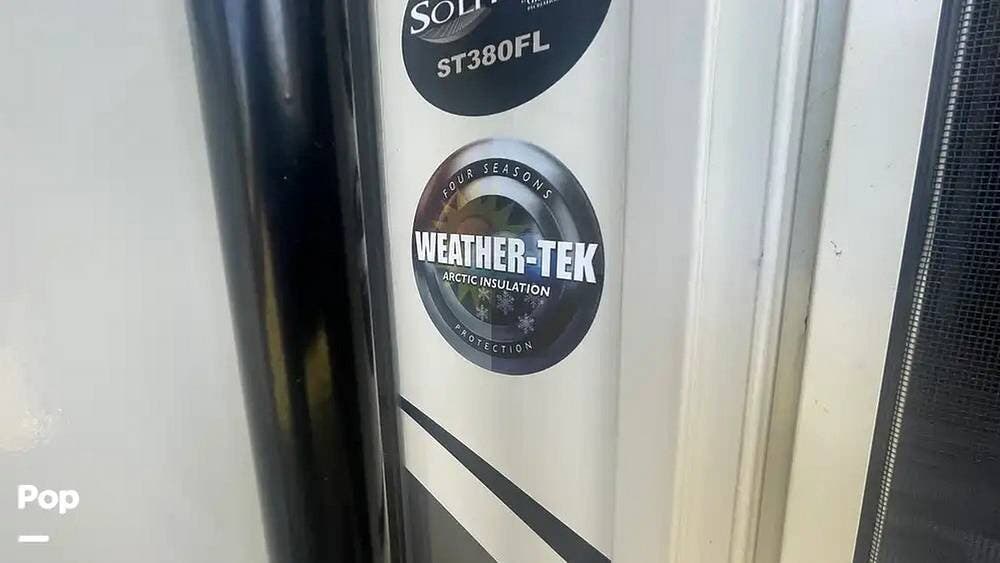 ST380FL
FOUR SEASONS
WEATHER-TEK
ARCTIC INSULATION
PROTECTION
Pop